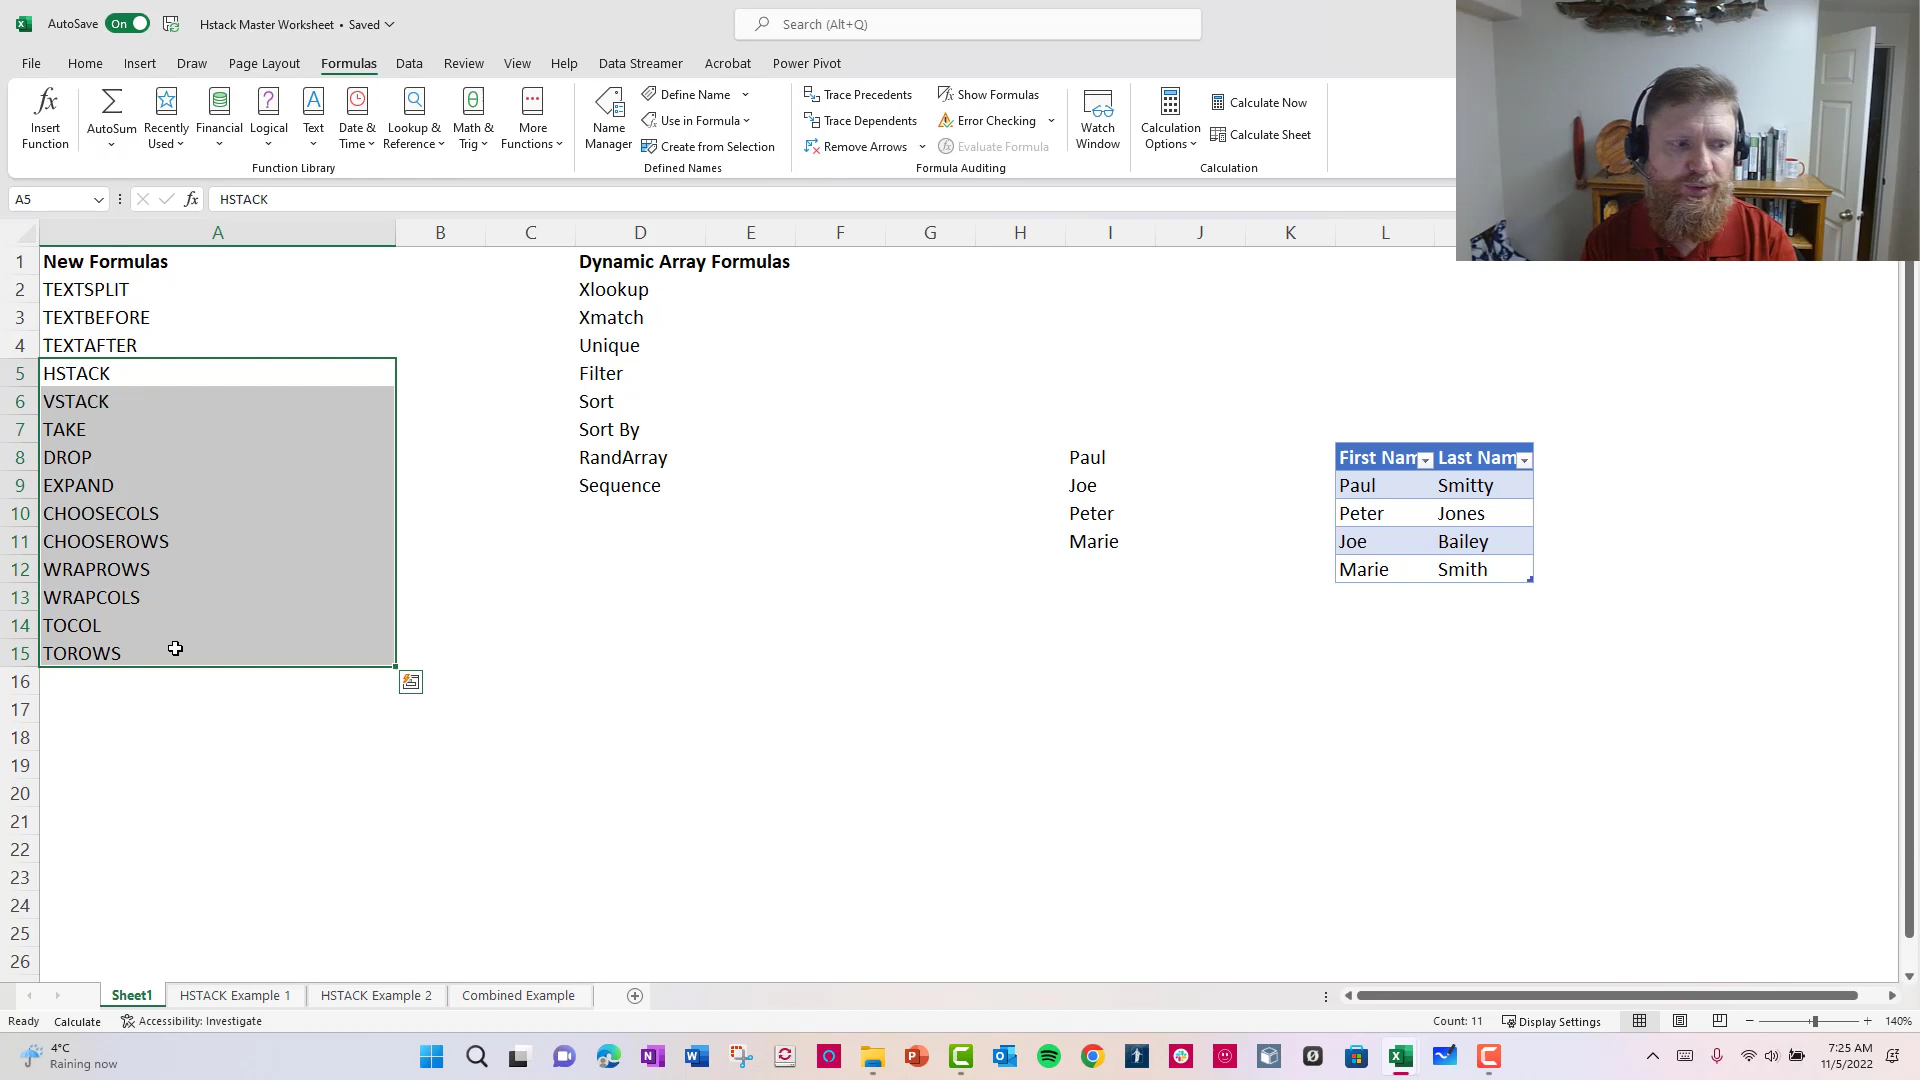 AutoSave On Hstack Master Worksheet • Saved Search (Alt+Q)
File Home Insert Draw Page Layout Formulas Data Review View Help Data Streamer Acrobat Power Pivot
Insert Function
AutoSum
Recently Used
Financial
Logical
Text
Date & Time
Lookup & Reference
Math & Trig
More Functions
Function Library
Name Manager
Define Name
Use in Formula
Create from Selection
Defined Names
Trace Precedents
Trace Dependents
Remove Arrows
Show Formulas
Error Checking
Evaluate Formula
Formula Auditing
Watch Window
Calculation Options
Calculate Now
Calculate Sheet
Calculation
A5 fx HSTACK
A B C D E F G H I J K L
1 New Formulas Dynamic Array Formulas
2 TEXTSPLIT Xlookup
3 TEXTBEFORE Xmatch
4 TEXTAFTER Unique
5 HSTACK Filter
6 VSTACK Sort
7 TAKE Sort By
8 DROP RandArray Paul First Nam Last Nam
9 EXPAND Sequence Joe Paul Smitty
10 CHOOSECOLS Peter Peter Jones
11 CHOOSEROWS Marie Joe Bailey
12 WRAPROWS Marie Smith
13 WRAPCOLS
14 TOCOL
15 TOROWS
16
17
18
19
20
21
22
23
24
25
26
Sheet1 HSTACK Example 1 HSTACK Example 2 Combined Example
Ready Calculate Accessibility: Investigate Count: 11 Display Settings 140%
4°C
Raining now
7:25 AM
11/5/2022